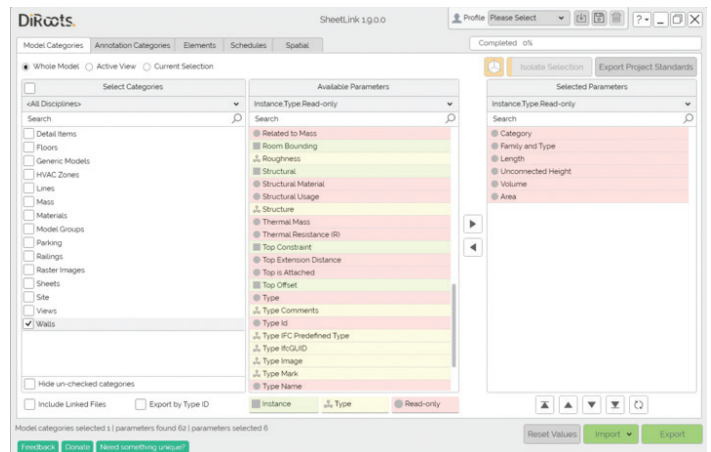 DiRoots.
SheetLink 1.9.0.0
Profile Please Select
?
Model Categories Annotation Categories Elements Schedules Spatial
Completed 0%
Whole Model Active View Current Selection
Isolate Selection Export Project Standards
Select Categories
<All Disciplines>
Search
Detail Items
Floors
Generic Models
HVAC Zones
Lines
Mass
Materials
Model Groups
Parking
Railings
Raster Images
Sheets
Site
Views
Walls
Hide un-checked categories
Include Linked Files Export by Type ID
Available Parameters
Instance,Type,Read-only
Search
Related to Mass
Room Bounding
Roughness
Structural
Structural Material
Structural Usage
Structure
Thermal Mass
Thermal Resistance (R)
Top Constraint
Top Extension Distance
Top is Attached
Top Offset
Type
Type Comments
Type Id
Type IFC Predefined Type
Type IfcGUID
Type Image
Type Mark
Type Name
Instance Type Read-only
Selected Parameters
Instance,Type,Read-only
Search
Category
Family and Type
Length
Unconnected Height
Volume
Area
Model categories selected 1 | parameters found 62 | parameters selected 6
Reset Values Import Export
Feedback Donate Need something unique?